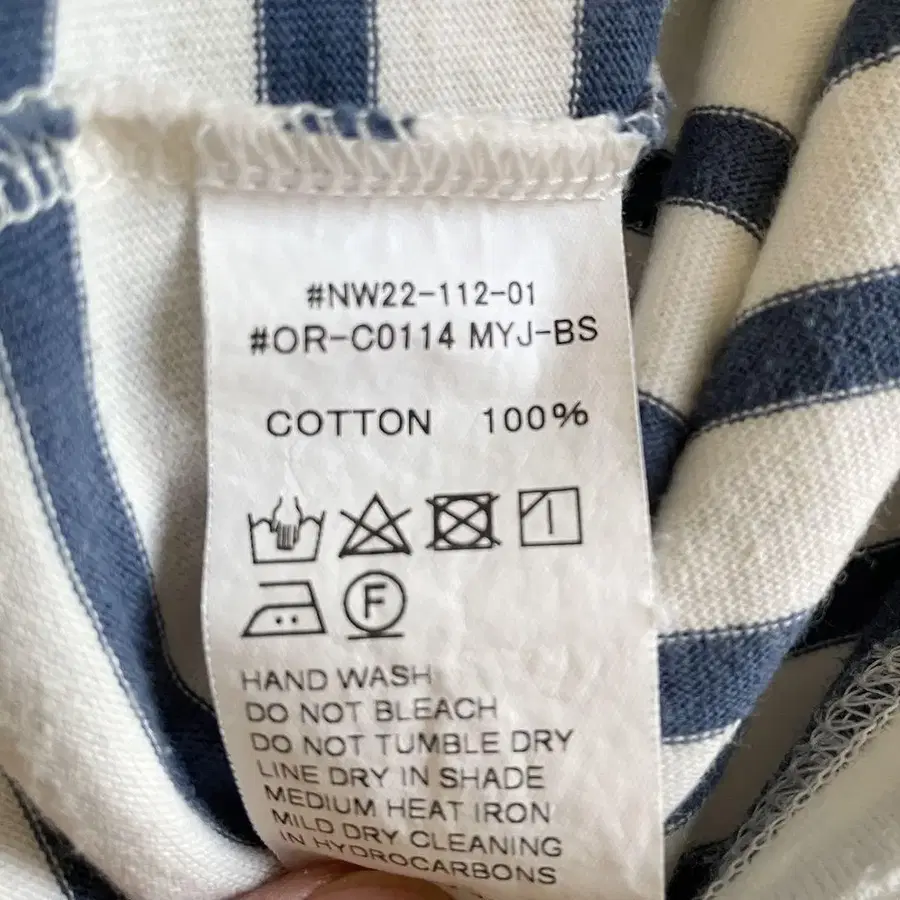 #NW22-112-01
#OR-C0114 MYJ-BS
COTTON 100%
F
HAND WASH
DO NOT BLEACH
DO NOT TUMBLE DRY
LINE DRY IN SHADE
MEDIUM HEAT IRON
MILD DRY CLEANING
IN HYDROCARBONS